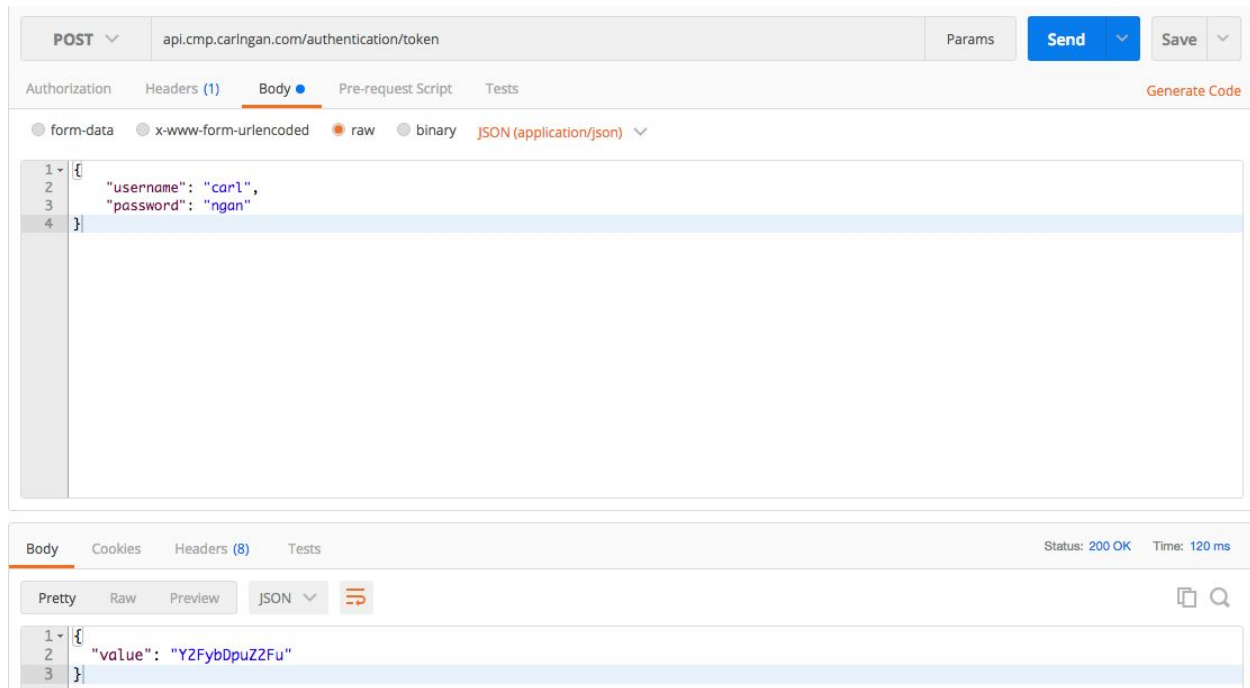 POST api.cmp.carlngan.com/authentication/token Params Send Save
Authorization Headers (1) Body Pre-request Script Tests Generate Code
form-data x-www-form-urlencoded raw binary JSON (application/json)
1 {
2 "username": "carl",
3 "password": "ngan"
4 }
Body Cookies Headers (8) Tests Status: 200 OK Time: 120 ms
Pretty Raw Preview JSON
1 {
2 "value": "Y2FybDpuZ2Fu"
3 }